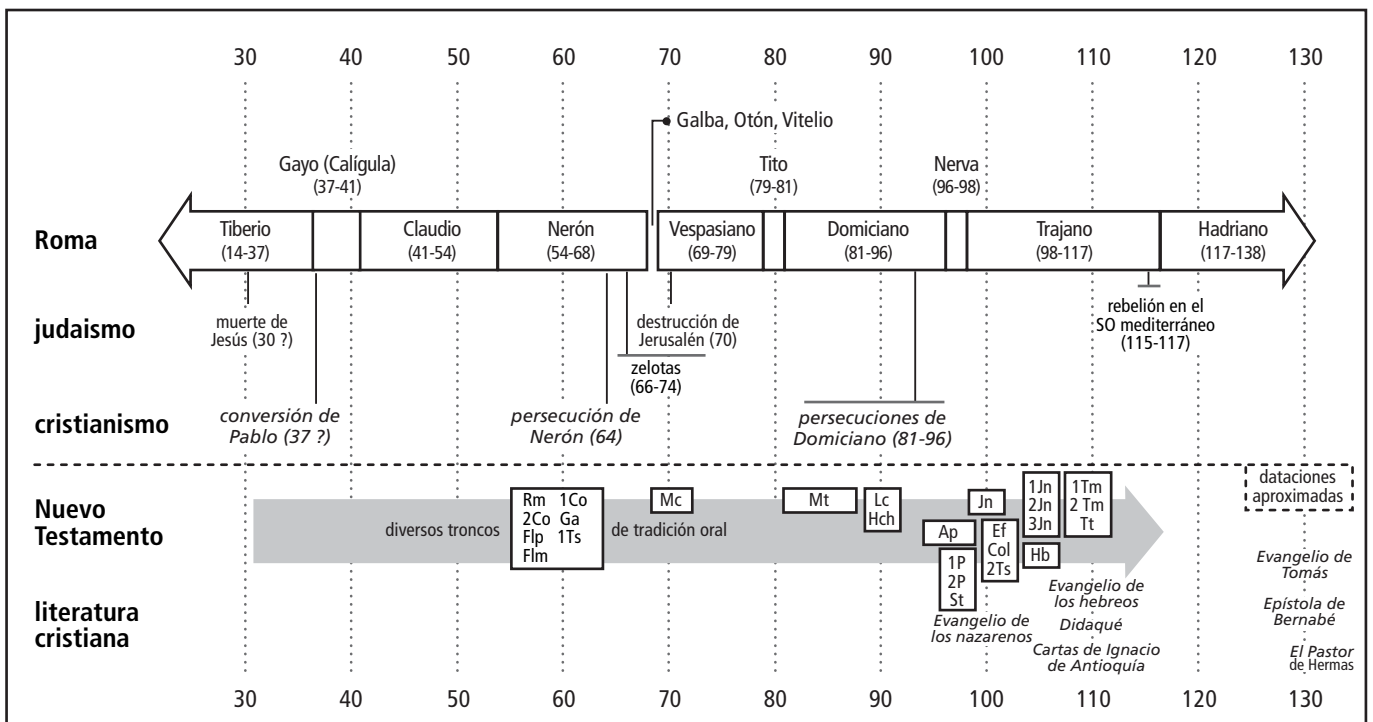 30 40 50 60 70 80 90 100 110 120 130
Galba, Otón, Vitelio
Gayo (Calígula)
(37-41)
Tito
(79-81)
Nerva
(96-98)
Roma
Tiberio
(14-37)
Claudio
(41-54)
Nerón
(54-68)
Vespasiano
(69-79)
Domiciano
(81-96)
Trajano
(98-117)
Hadriano
(117-138)
judaismo
muerte de
Jesús (30 ?)
destrucción de
Jerusalén (70)
zelotas
(66-74)
rebelión en el
SO mediterráneo
(115-117)
cristianismo
conversión de
Pablo (37 ?)
persecución de
Nerón (64)
persecuciones de
Domiciano (81-96)
dataciones
aproximadas
Nuevo
Testamento
diversos troncos
Rm 1Co
2Co Ga
Flp 1Ts
Flm
de tradición oral
Mc
Mt
Lc
Hch
Jn
Ap
1P
2P
St
Ef
Col
2Ts
1Jn
2Jn
3Jn
Hb
1Tm
2 Tm
Tt
literatura
cristiana
Evangelio de
los nazarenos
Evangelio de
los hebreos
Didaqué
Cartas de Ignacio
de Antioquía
Evangelio de
Tomás
Epístola de
Bernabé
El Pastor
de Hermas
30 40 50 60 70 80 90 100 110 120 130